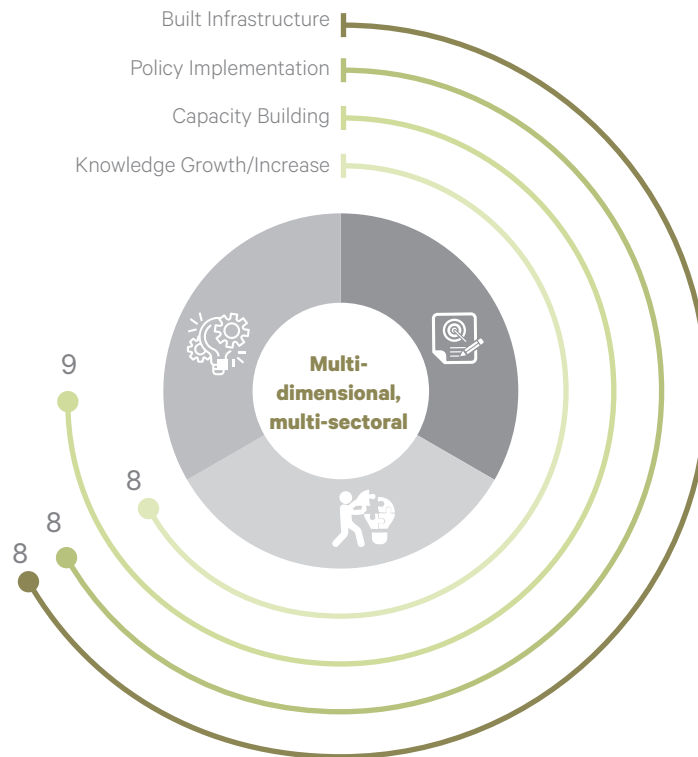 Built Infrastructure
Policy Implementation
Capacity Building
Knowledge Growth/Increase
Multi-
dimensional,
multi-sectoral
9
8
8
8